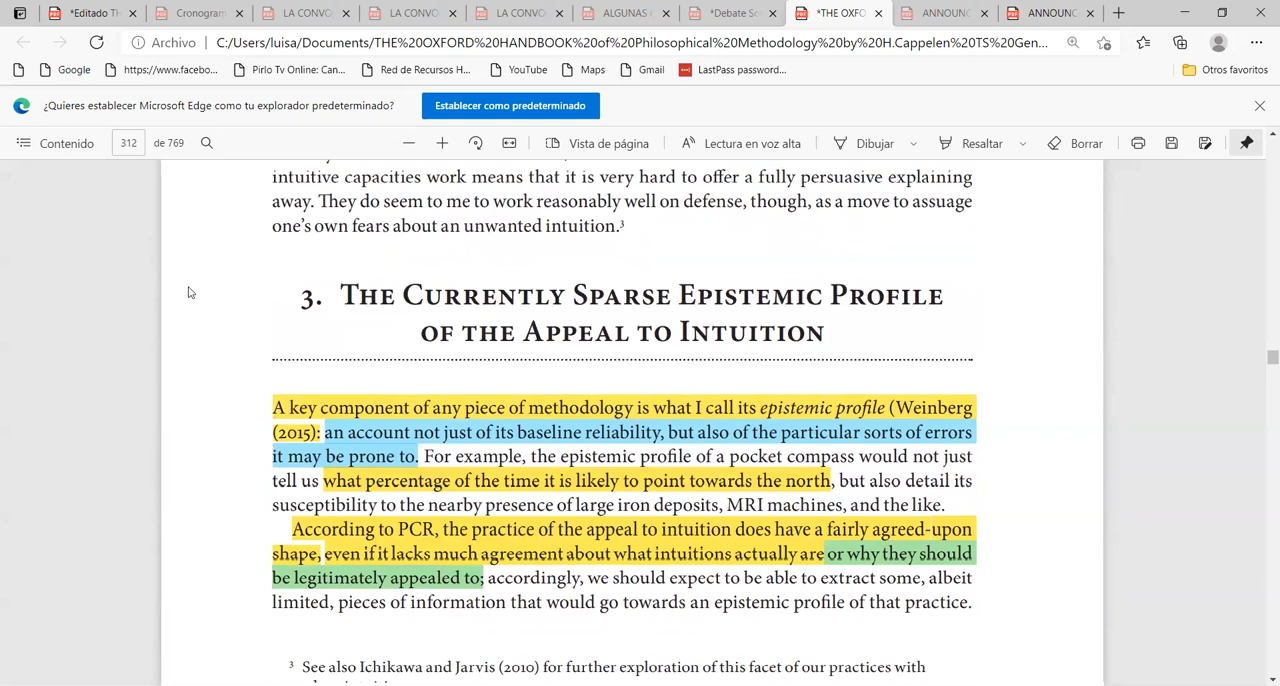 *Editado TH
Cronogram
LA CONVO
LA CONVO
LA CONVO
ALGUNAS
*Debate So
*THE OXFO
ANNOUNC
ANNOUNC
Archivo C:/Users/luisa/Documents/THE%20OXFORD%20HANDBOOK%20of%20Philosophical%20Methodology%20by%20H.Cappelen%20TS%20Gen...
Google https://www.facebo... Pirlo Tv Online: Can... Red de Recursos H... YouTube Maps Gmail LastPass password... Otros favoritos
¿Quieres establecer Microsoft Edge como tu explorador predeterminado? Establecer como predeterminado
Contenido 312 de 769 Vista de página Lectura en voz alta Dibujar Resaltar Borrar
intuitive capacities work means that it is very hard to offer a fully persuasive explaining
away. They do seem to me to work reasonably well on defense, though, as a move to assuage
one's own fears about an unwanted intuition.³
3. The Currently Sparse Epistemic Profile
of the Appeal to Intuition
A key component of any piece of methodology is what I call its epistemic profile (Weinberg
(2015): an account not just of its baseline reliability, but also of the particular sorts of errors
it may be prone to. For example, the epistemic profile of a pocket compass would not just
tell us what percentage of the time it is likely to point towards the north, but also detail its
susceptibility to the nearby presence of large iron deposits, MRI machines, and the like.
According to PCR, the practice of the appeal to intuition does have a fairly agreed-upon
shape, even if it lacks much agreement about what intuitions actually are or why they should
be legitimately appealed to; accordingly, we should expect to be able to extract some, albeit
limited, pieces of information that would go towards an epistemic profile of that practice.
³ See also Ichikawa and Jarvis (2010) for further exploration of this facet of our practices with